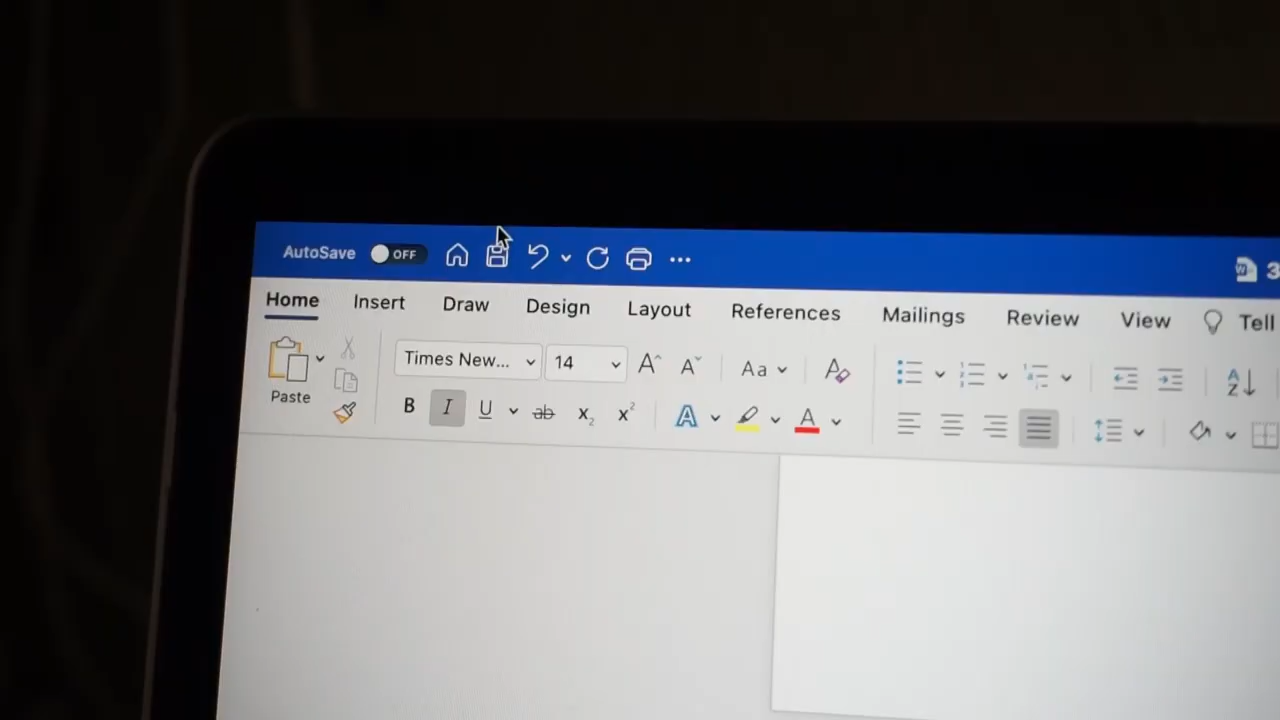 AutoSave OFF
Home Insert Draw Design Layout References Mailings Review View Tell
Times New... 14 Aa
Paste
B I U ab x₂ x² A A